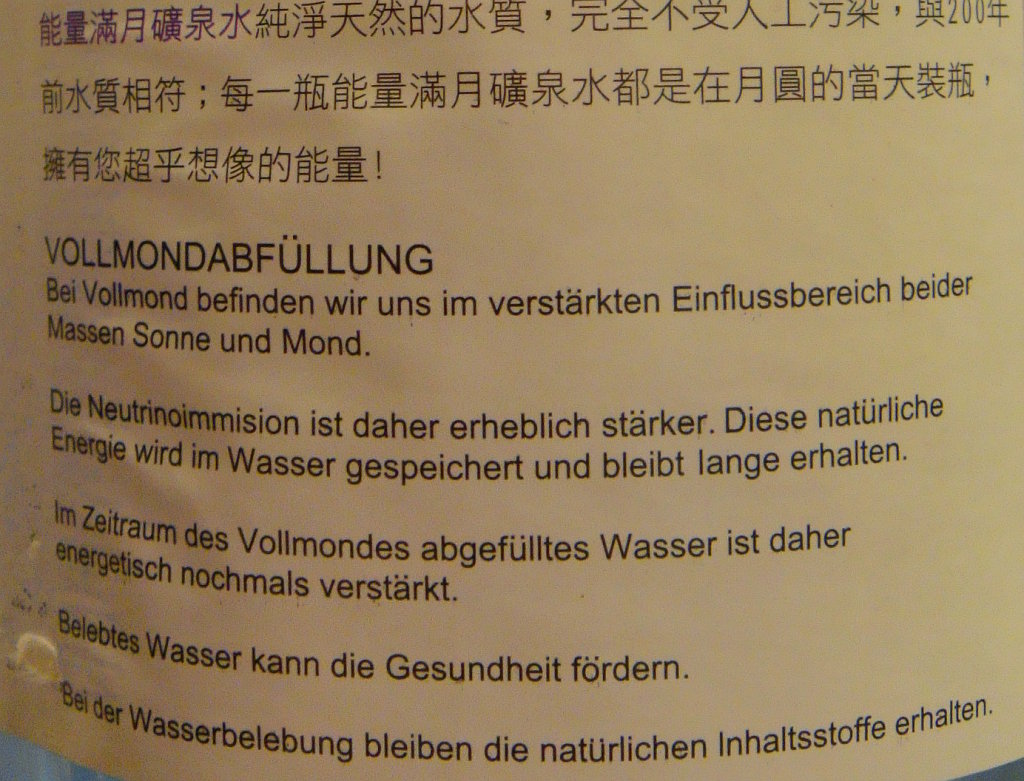 能量滿月礦泉水純淨天然的水質，完全不受人工污染，與200年
前水質相符；每一瓶能量滿月礦泉水都是在月圓的當天裝瓶，
擁有您超乎想像的能量！
VOLLMONDABFÜLLUNG
Bei Vollmond befinden wir uns im verstärkten Einflussbereich beider
Massen Sonne und Mond.
Die Neutrinoimmision ist daher erheblich stärker. Diese natürliche
Energie wird im Wasser gespeichert und bleibt lange erhalten.
Im Zeitraum des Vollmondes abgefülltes Wasser ist daher
energetisch nochmals verstärkt.
Belebtes Wasser kann die Gesundheit fördern.
Bei der Wasserbelebung bleiben die natürlichen Inhaltsstoffe erhalten.